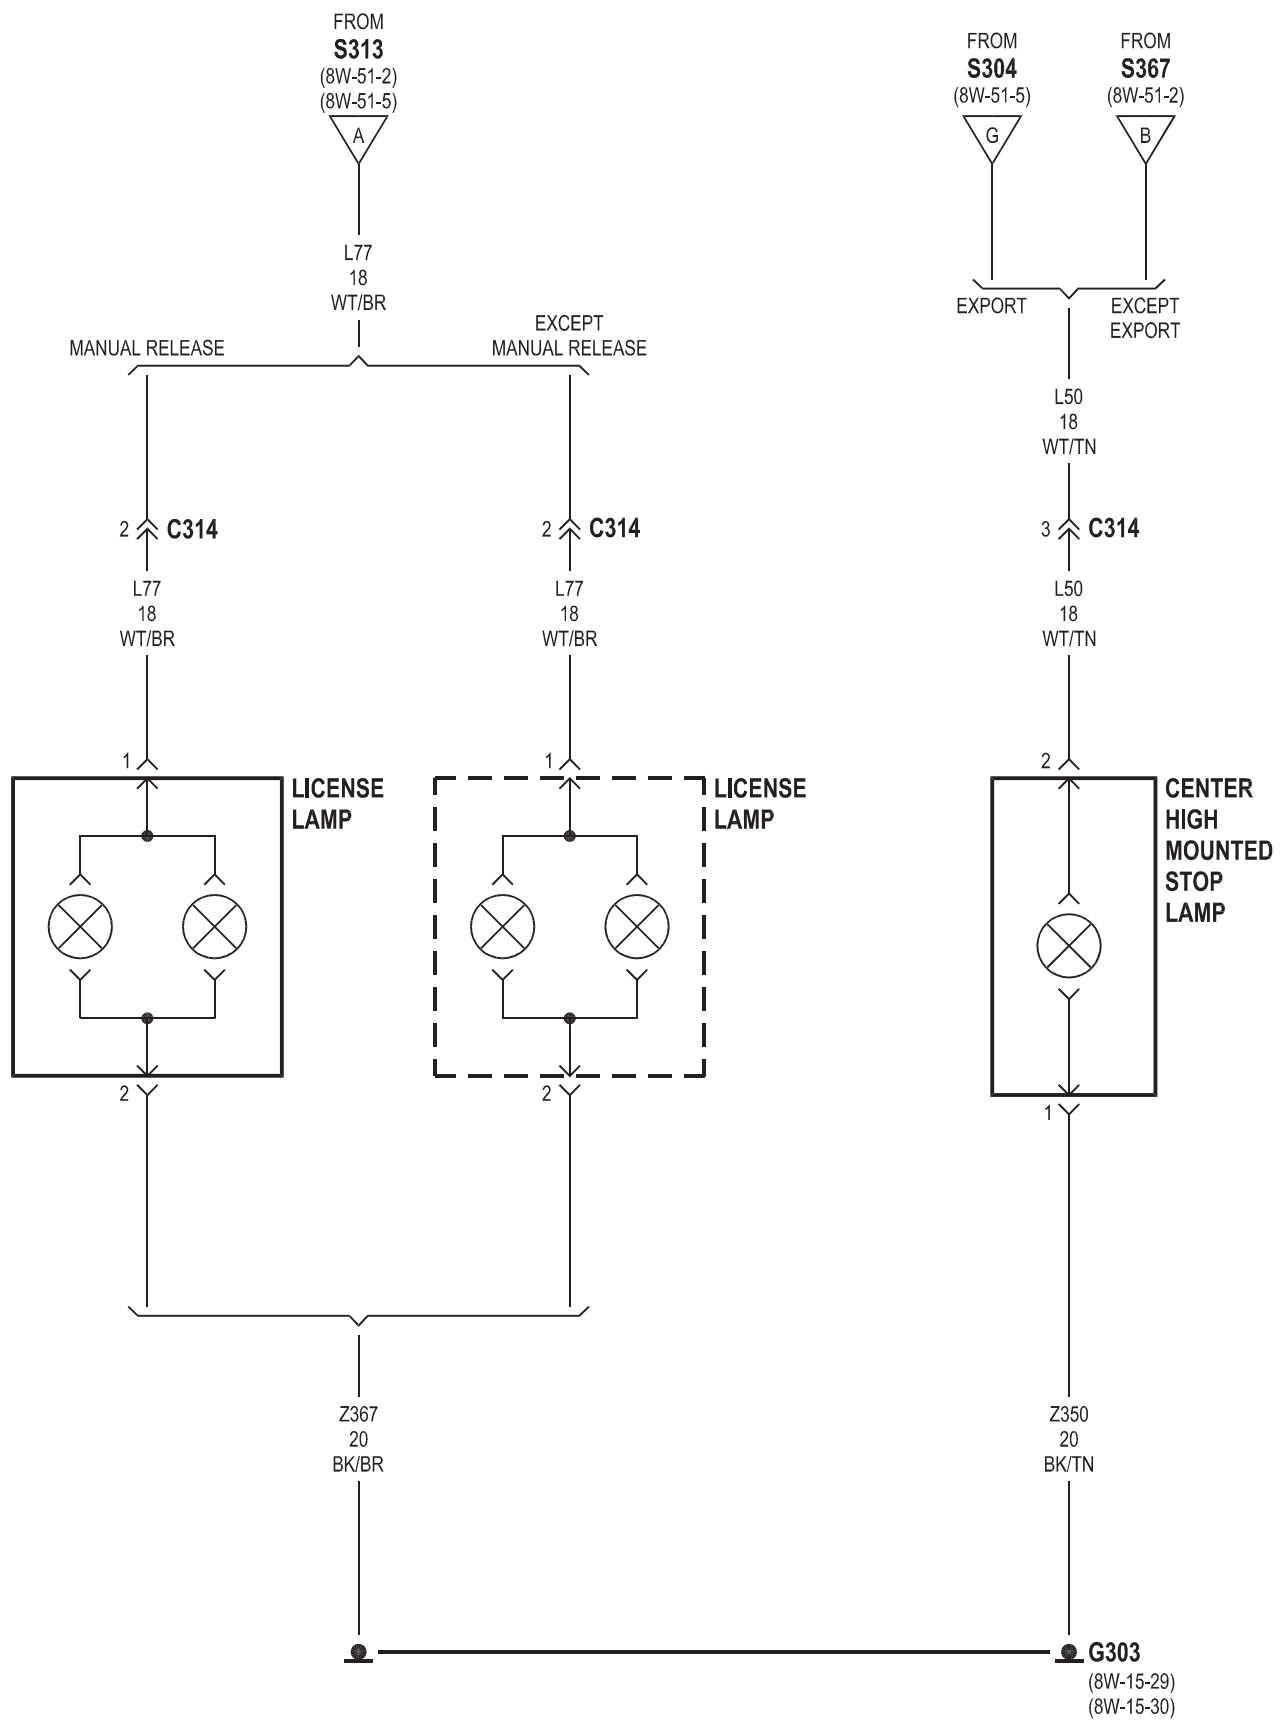 FROM
S313
(8W-51-2)
(8W-51-5)
A
FROM
S304
(8W-51-5)
G
FROM
S367
(8W-51-2)
B
L77
18
WT/BR
MANUAL RELEASE
EXCEPT
MANUAL RELEASE
EXPORT
EXCEPT
EXPORT
L50
18
WT/TN
2 C314
2 C314
3 C314
L77
18
WT/BR
L77
18
WT/BR
L50
18
WT/TN
1
LICENSE
LAMP
2
1
LICENSE
LAMP
2
2
CENTER
HIGH
MOUNTED
STOP
LAMP
1
Z367
20
BK/BR
Z350
20
BK/TN
G303
(8W-15-29)
(8W-15-30)